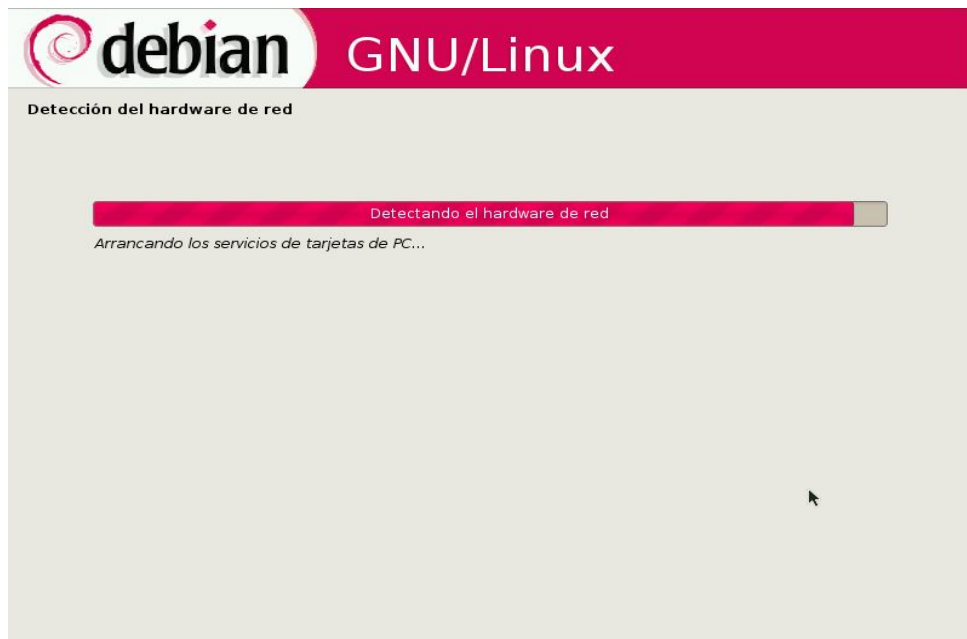 debian GNU/Linux
Detección del hardware de red
Detectando el hardware de red
Arrancando los servicios de tarjetas de PC...